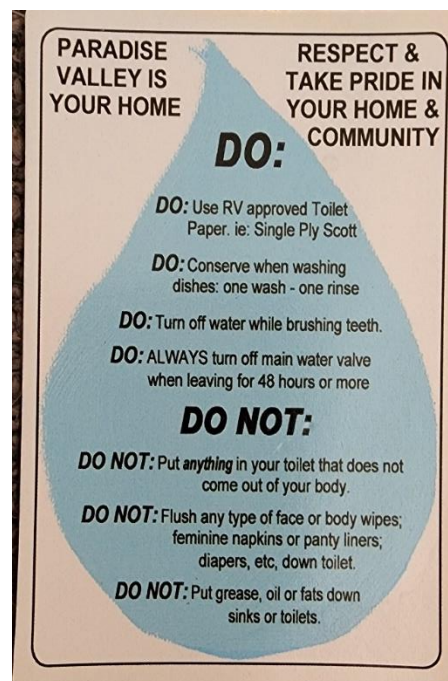 PARADISE
VALLEY IS
YOUR HOME
RESPECT &
TAKE PRIDE IN
YOUR HOME &
COMMUNITY
DO:
DO: Use RV approved Toilet
Paper. ie: Single Ply Scott
DO: Conserve when washing
dishes: one wash - one rinse
DO: Turn off water while brushing teeth.
DO: ALWAYS turn off main water valve
when leaving for 48 hours or more
DO NOT:
DO NOT: Put anything in your toilet that does not
come out of your body.
DO NOT: Flush any type of face or body wipes;
feminine napkins or panty liners;
diapers, etc, down toilet.
DO NOT: Put grease, oil or fats down
sinks or toilets.